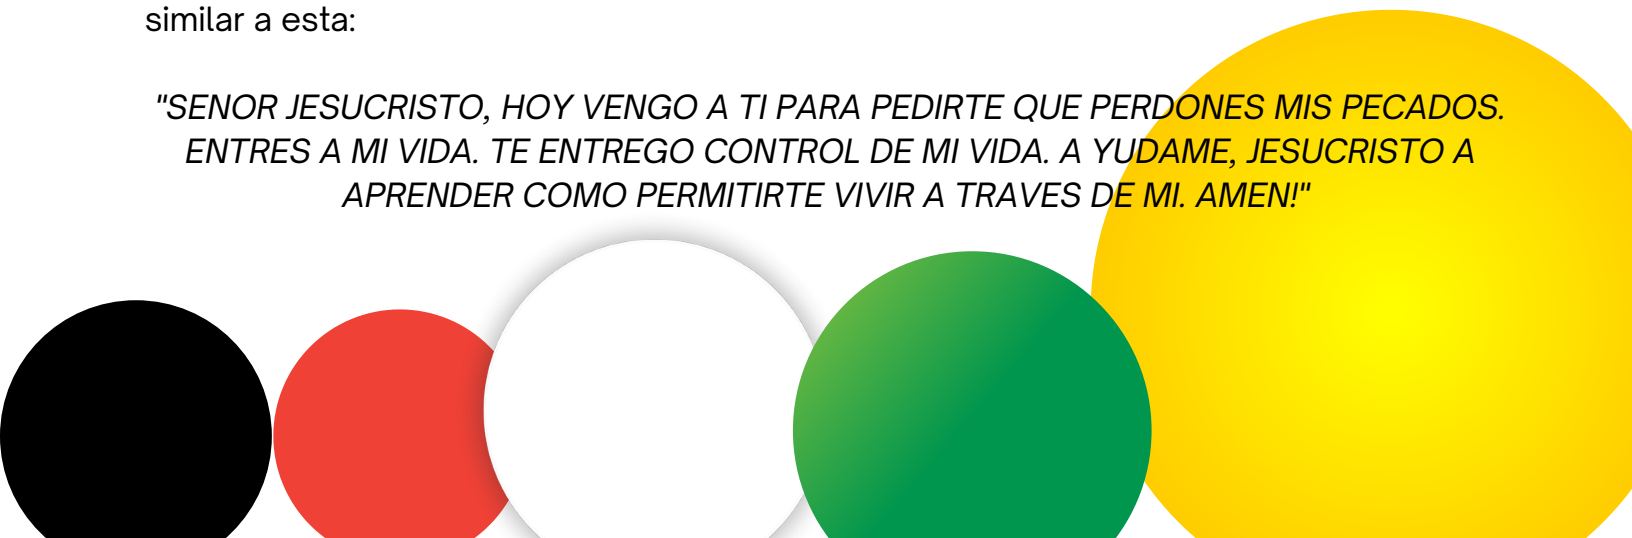 similar a esta:
"SENOR JESUCRISTO, HOY VENGO A TI PARA PEDIRTE QUE PERDONES MIS PECADOS.
ENTRES A MI VIDA. TE ENTREGO CONTROL DE MI VIDA. A YUDAME, JESUCRISTO A
APRENDER COMO PERMITIRTE VIVIR A TRAVES DE MI. AMEN!"